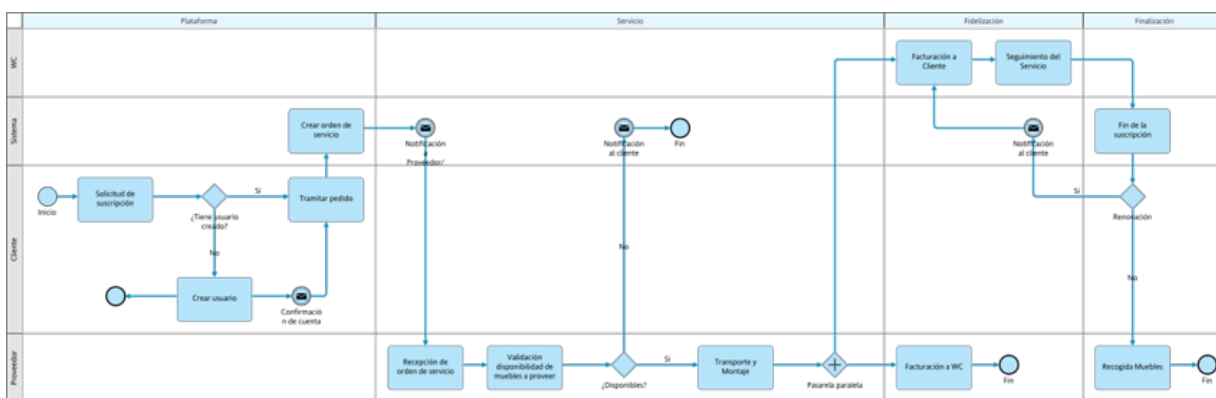 Plataforma
Servicio
Fidelización
Finalización
WC
Facturación a
Cliente
Seguimiento del
Servicio
Sistema
Crear orden de
servicio
Notificación
a
Proveedor/
Notificación
al cliente
Fin
Notificación
al cliente
Fin de la
suscripción
Cliente
Inicio
Solicitud de
suscripción
¿Tiene usuario
creado?
Sí
No
Tramitar pedido
Crear usuario
Confirmació
n de cuenta
No
Sí
Renovación
No
Proveedor
Recepción de
orden de servicio
Validación
disponibilidad de
muebles a proveer
¿Disponibles?
Sí
Transporte y
Montaje
Pasarela paralela
Facturación a WC
Fin
Recogida Muebles
Fin